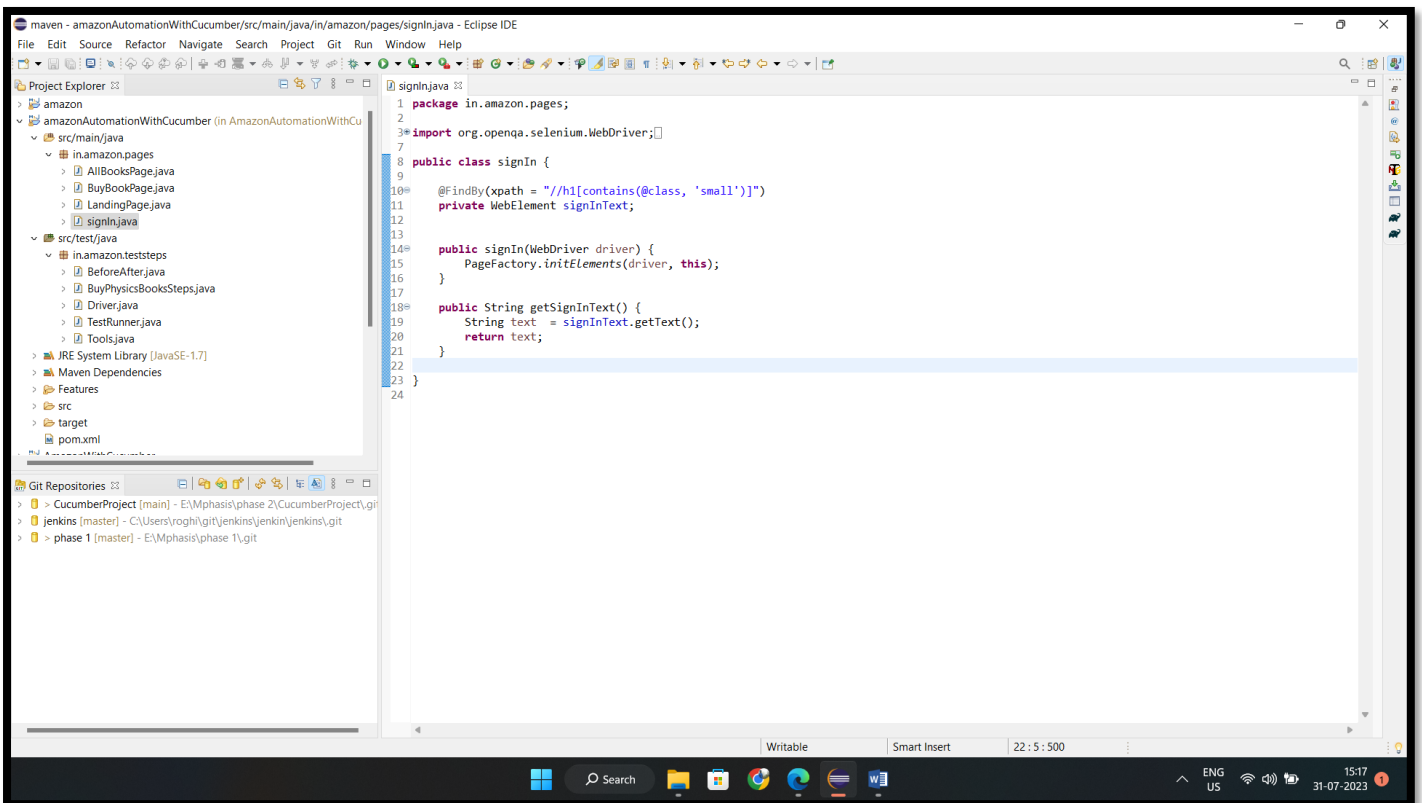 maven - amazonAutomationWithCucumber/src/main/java/in/amazon/pages/signIn.java - Eclipse IDE
File Edit Source Refactor Navigate Search Project Git Run Window Help
Project Explorer
amazon
amazonAutomationWithCucumber (in AmazonAutomationWithCu
src/main/java
in.amazon.pages
AllBooksPage.java
BuyBookPage.java
LandingPage.java
signIn.java
src/test/java
in.amazon.teststeps
BeforeAfter.java
BuyPhysicsBooksSteps.java
Driver.java
TestRunner.java
Tools.java
JRE System Library [JavaSE-1.7]
Maven Dependencies
Features
src
target
pom.xml
Git Repositories
> CucumberProject [main] - E:\Mphasis\phase 2\CucumberProject\.gi
jenkins [master] - C:\Users\roghi\git\jenkins\jenkin\jenkins\.git
> phase 1 [master] - E:\Mphasis\phase 1\.git
signIn.java
1 package in.amazon.pages;
2
3 import org.openqa.selenium.WebDriver;
7
8 public class signIn {
9
10 @FindBy(xpath = "//h1[contains(@class, 'small')]")
11 private WebElement signInText;
12
13
14 public signIn(WebDriver driver) {
15 PageFactory.initElements(driver, this);
16 }
17
18 public String getSignInText() {
19 String text  = signInText.getText();
20 return text;
21 }
22
23 }
24
Writable Smart Insert 22 : 5 : 500
Search
ENG
US
15:17
31-07-2023
1